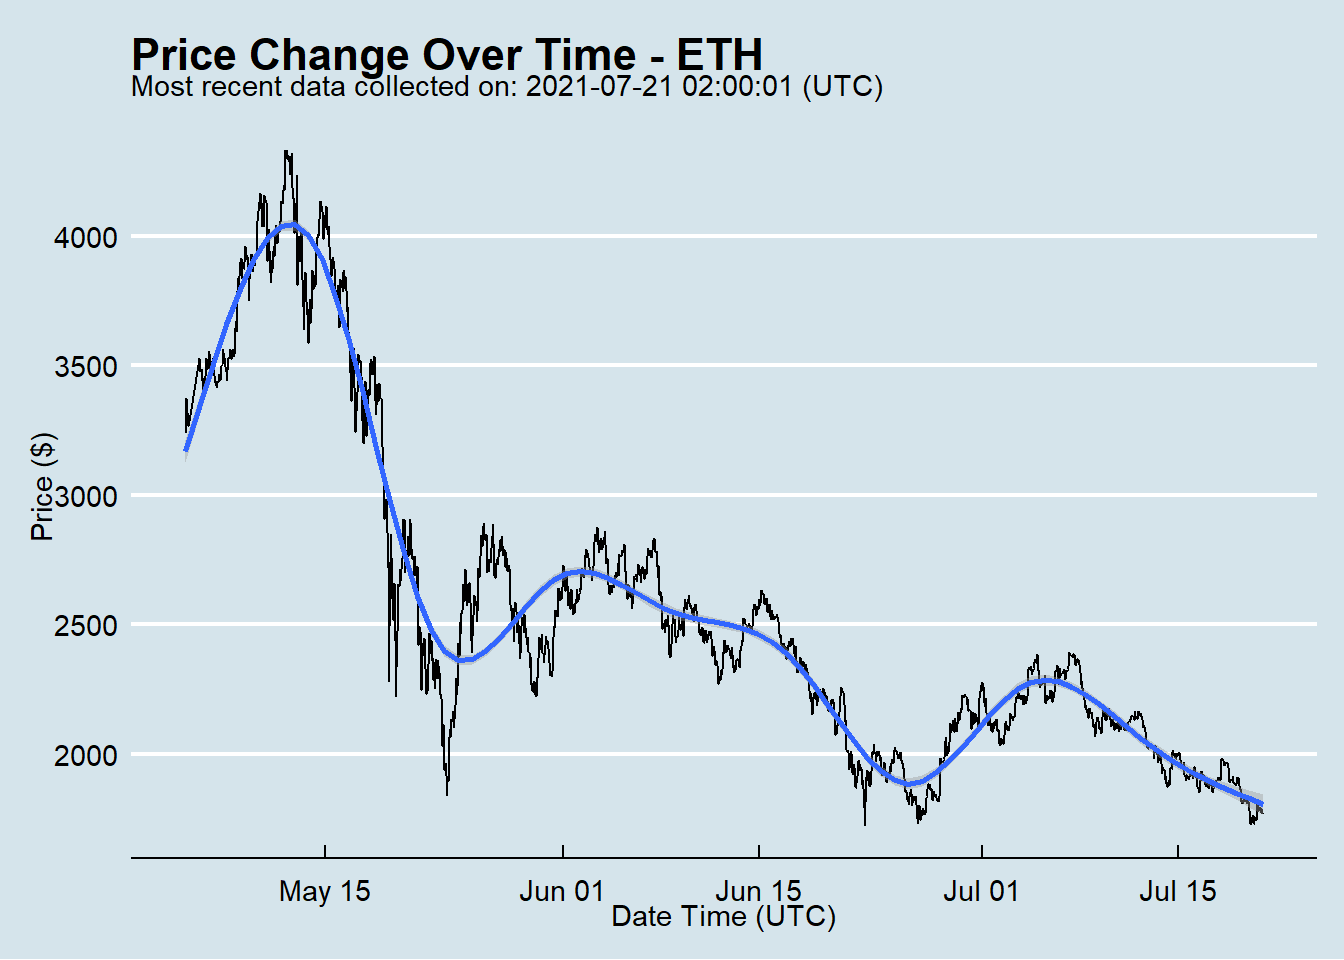 Price Change Over Time - ETH
Most recent data collected on: 2021-07-21 02:00:01 (UTC)
Price ($)
4000
3500
3000
2500
2000
May 15
Jun 01
Jun 15
Jul 01
Jul 15
Date Time (UTC)